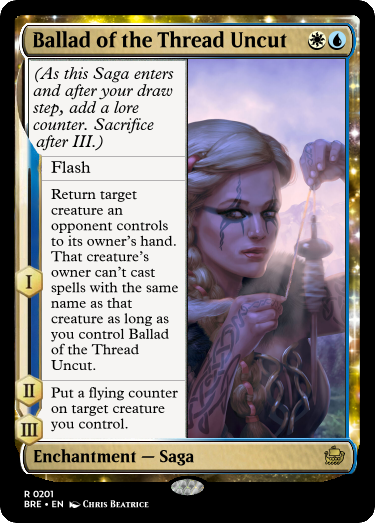 Ballad of the Thread Uncut
(As this Saga enters
and after your draw
step, add a lore
counter. Sacrifice
after III.)
Flash
I
Return target
creature an
opponent controls
to its owner's hand.
That creature's
owner can't cast
spells with the same
name as that
creature as long as
you control Ballad
of the Thread
Uncut.
II
III
Put a flying counter
on target creature
you control.
Enchantment — Saga
R 0201
BRE • EN Chris Beatrice